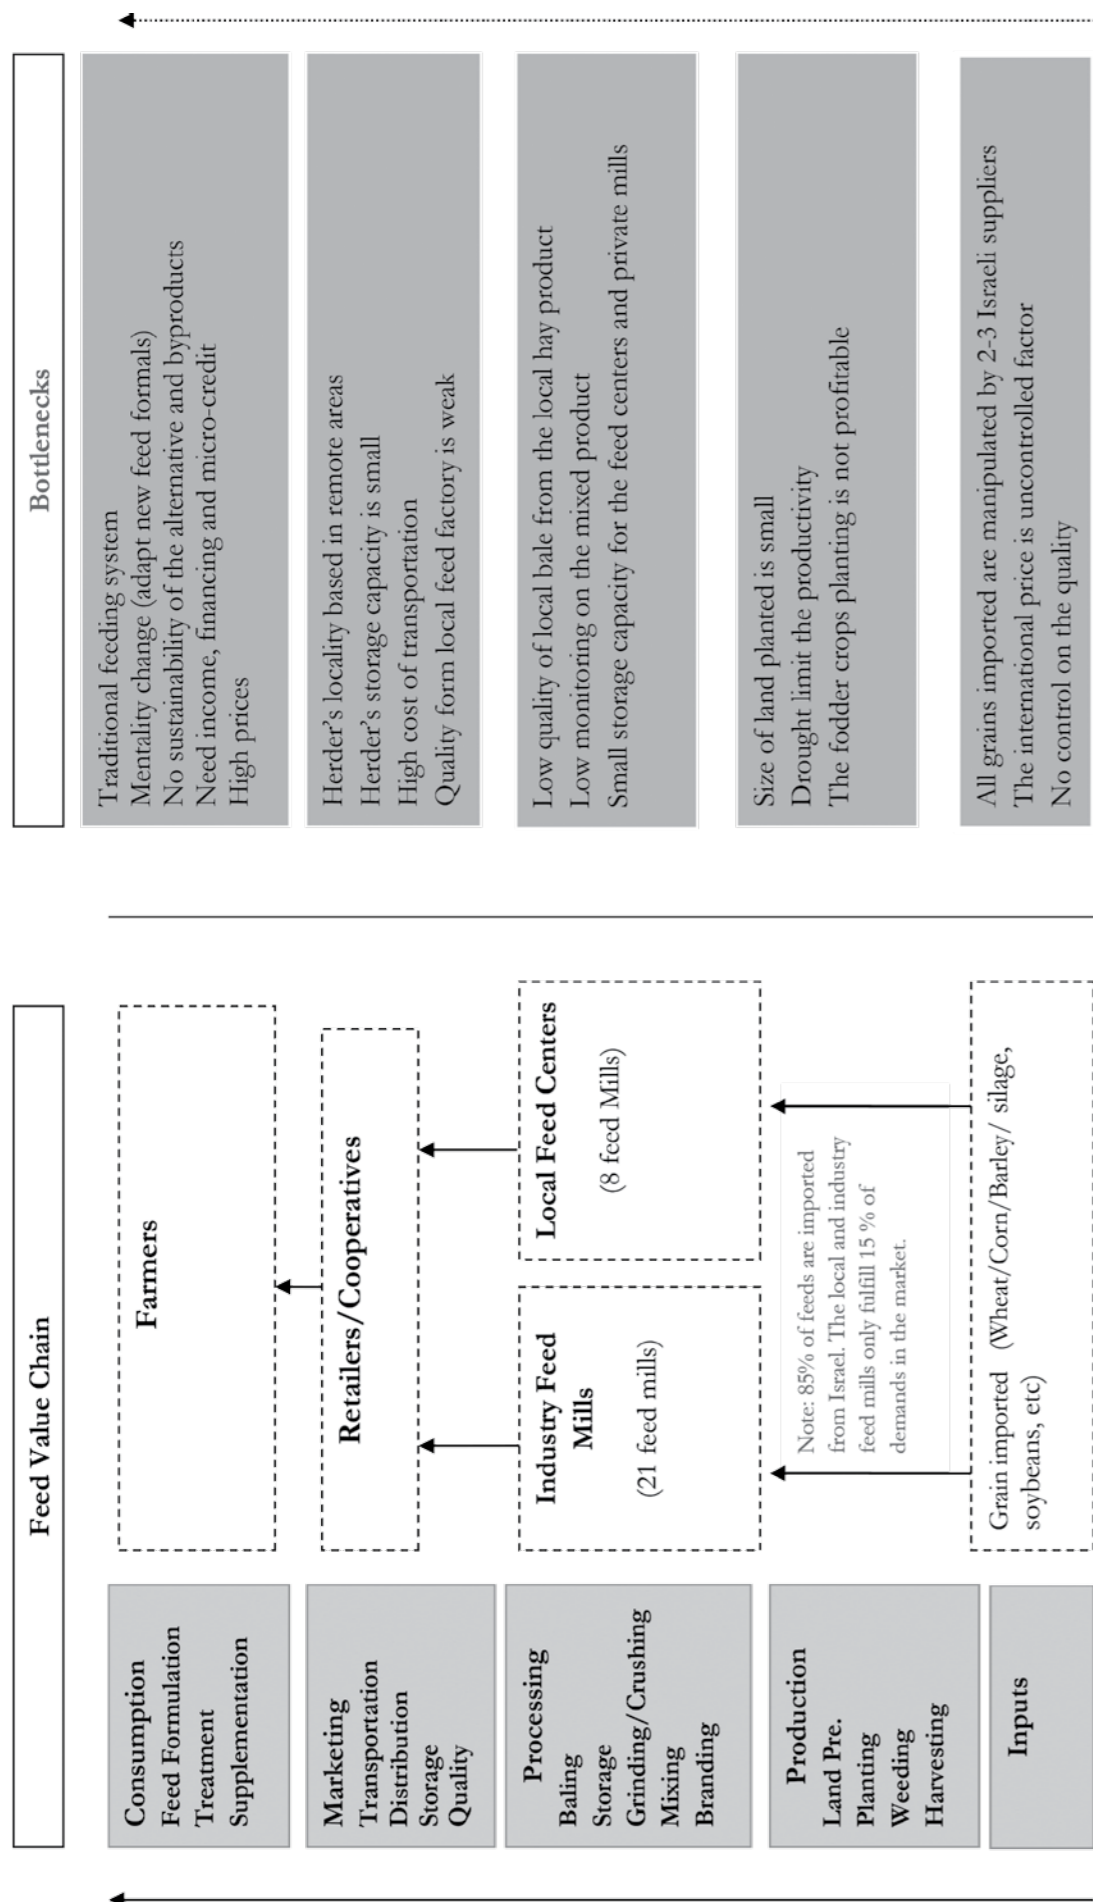 Feed Value Chain
Bottlenecks
Consumption
Feed Formulation
Treatment
Supplementation
Farmers
Traditional feeding system
Mentality change (adapt new feed formals)
No sustainability of the alternative and byproducts
Need income, financing and micro-credit
High prices
Marketing
Transportation
Distribution
Storage
Quality
Retailers/Cooperatives
Herder's locality based in remote areas
Herder's storage capacity is small
High cost of transportation
Quality form local feed factory is weak
Processing
Baling
Storage
Grinding/Crushing
Mixing
Branding
Industry Feed
Mills
(21 feed mills)
Local Feed Centers
(8 feed Mills)
Low quality of local bale from the local hay product
Low monitoring on the mixed product
Small storage capacity for the feed centers and private mills
Production
Land Pre.
Planting
Weeding
Harvesting
Note: 85% of feeds are imported
from Israel. The local and industry
feed mills only fulfill 15 % of
demands in the market.
Size of land planted is small
Drought limit the productivity
The fodder crops planting is not profitable
Inputs
Grain imported (Wheat/Corn/Barley/ silage,
soybeans, etc)
All grains imported are manipulated by 2-3 Israeli suppliers
The international price is uncontrolled factor
No control on the quality